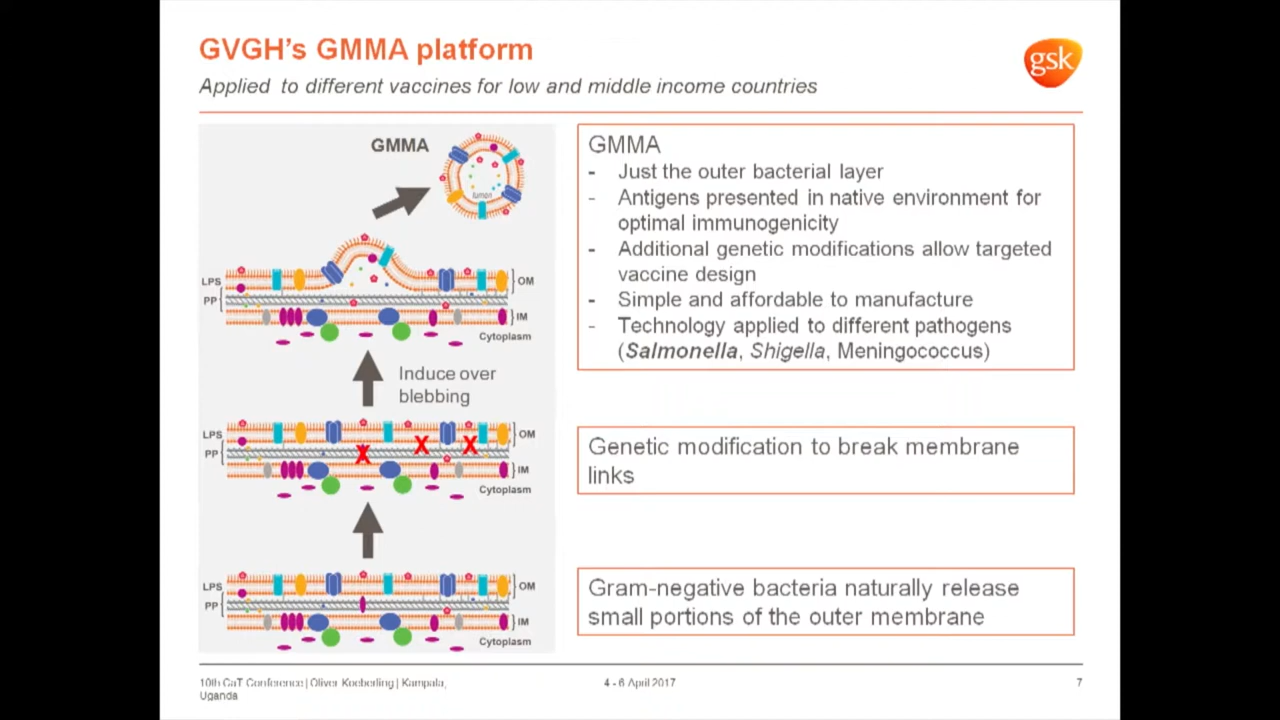 GVGH's GMMA platform
Applied to different vaccines for low and middle income countries
gsk
GMMA
lumen
LPS
PP
OM
IM
Cytoplasm
Induce over
blebbing
LPS
PP
OM
IM
Cytoplasm
LPS
PP
OM
IM
Cytoplasm
GMMA
- Just the outer bacterial layer
- Antigens presented in native environment for
optimal immunogenicity
- Additional genetic modifications allow targeted
vaccine design
- Simple and affordable to manufacture
- Technology applied to different pathogens
(Salmonella, Shigella, Meningococcus)
Genetic modification to break membrane
links
Gram-negative bacteria naturally release
small portions of the outer membrane
10th CaT Conference | Oliver Koeberling | Kampala,
Uganda
4 - 6 April 2017
7